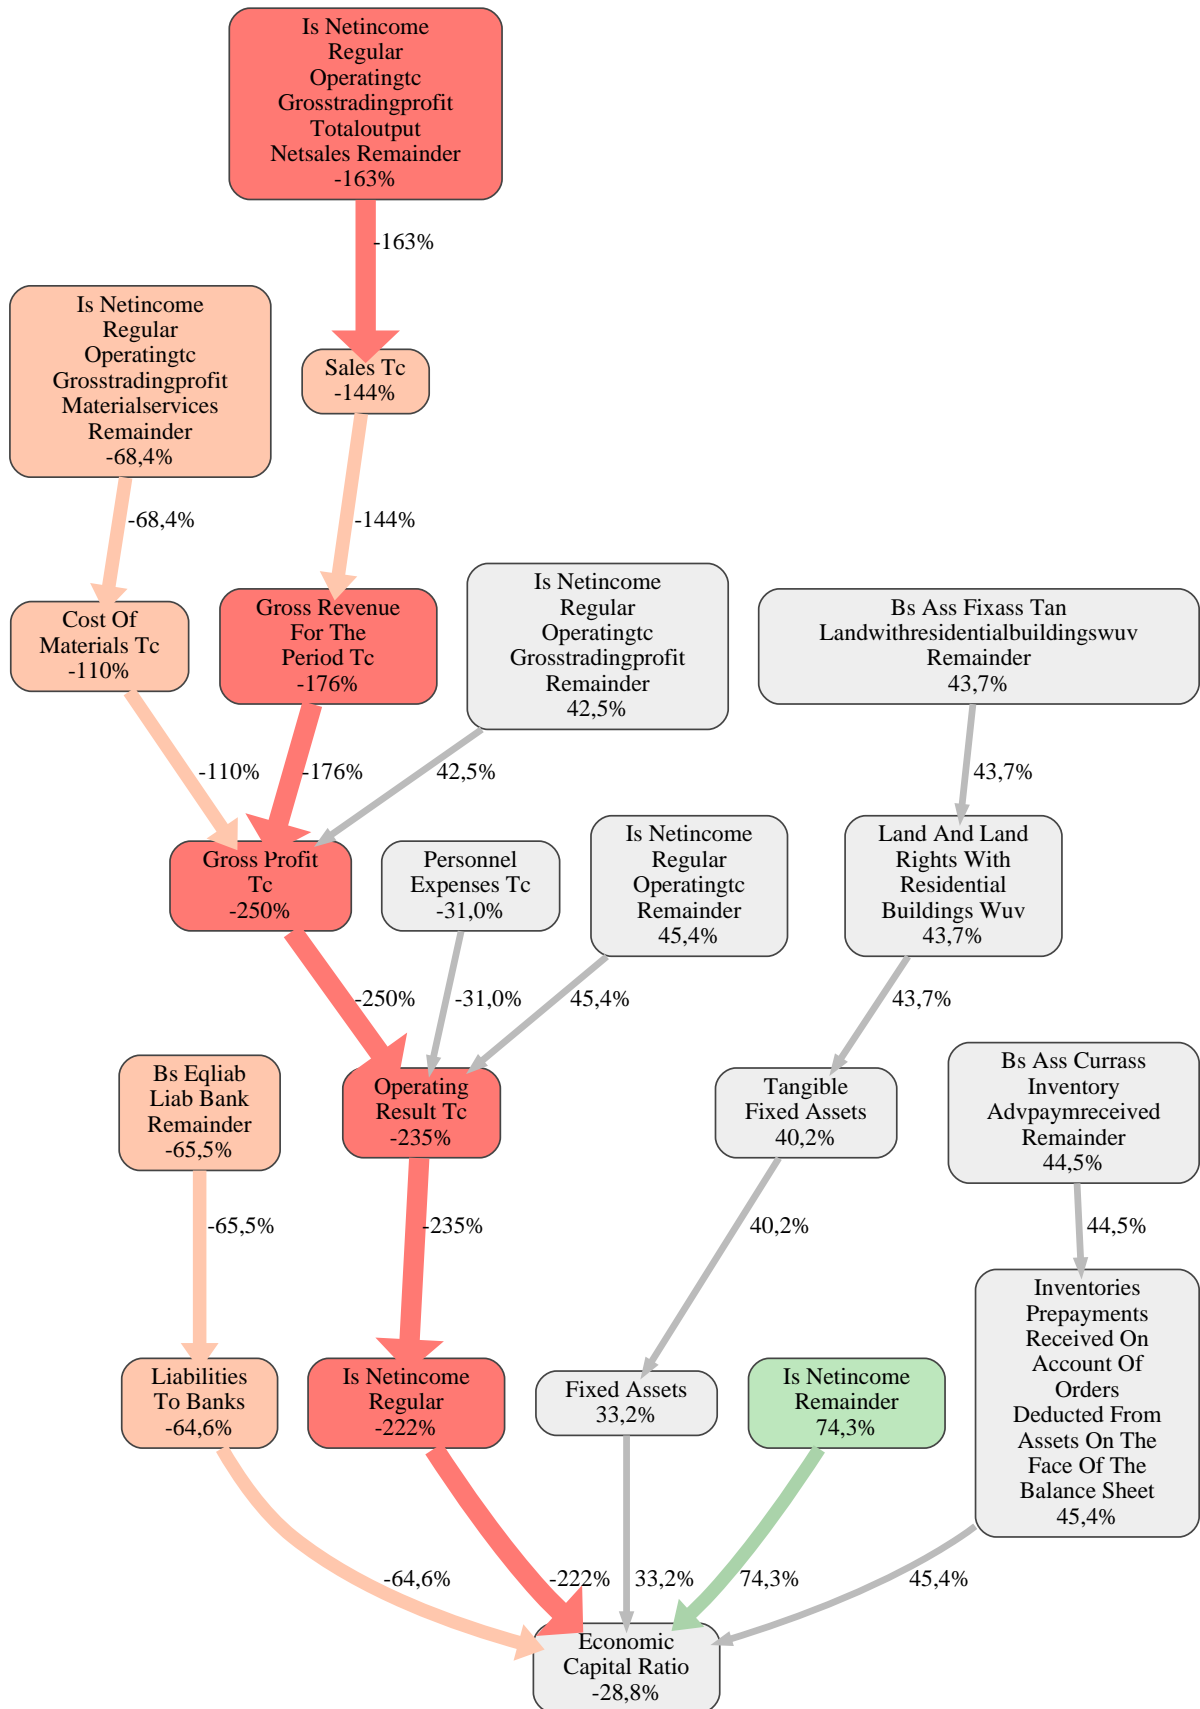 Is Netincome
Regular
Operatingtc
Grosstradingprofit
Totaloutput
Netsales Remainder
-163%
-163%
Is Netincome
Regular
Operatingtc
Grosstradingprofit
Materialservices
Remainder
-68,4%
Sales Tc
-144%
-68,4%
-144%
Cost Of
Materials Tc
-110%
Gross Revenue
For The
Period Tc
-176%
Is Netincome
Regular
Operatingtc
Grosstradingprofit
Remainder
42,5%
Bs Ass Fixass Tan
Landwithresidentialbuildingswuv
Remainder
43,7%
-110%
-176%
42,5%
43,7%
Gross Profit
Tc
-250%
Personnel
Expenses Tc
-31,0%
Is Netincome
Regular
Operatingtc
Remainder
45,4%
Land And Land
Rights With
Residential
Buildings Wuv
43,7%
-250%
-31,0%
45,4%
43,7%
Bs Eqliab
Liab Bank
Remainder
-65,5%
Operating
Result Tc
-235%
Tangible
Fixed Assets
40,2%
Bs Ass Currass
Inventory
Advpaymreceived
Remainder
44,5%
-65,5%
-235%
40,2%
44,5%
Liabilities
To Banks
-64,6%
Is Netincome
Regular
-222%
Fixed Assets
33,2%
Is Netincome
Remainder
74,3%
Inventories
Prepayments
Received On
Account Of
Orders
Deducted From
Assets On The
Face Of The
Balance Sheet
45,4%
-64,6%
-222%
33,2%
74,3%
45,4%
Economic
Capital Ratio
-28,8%